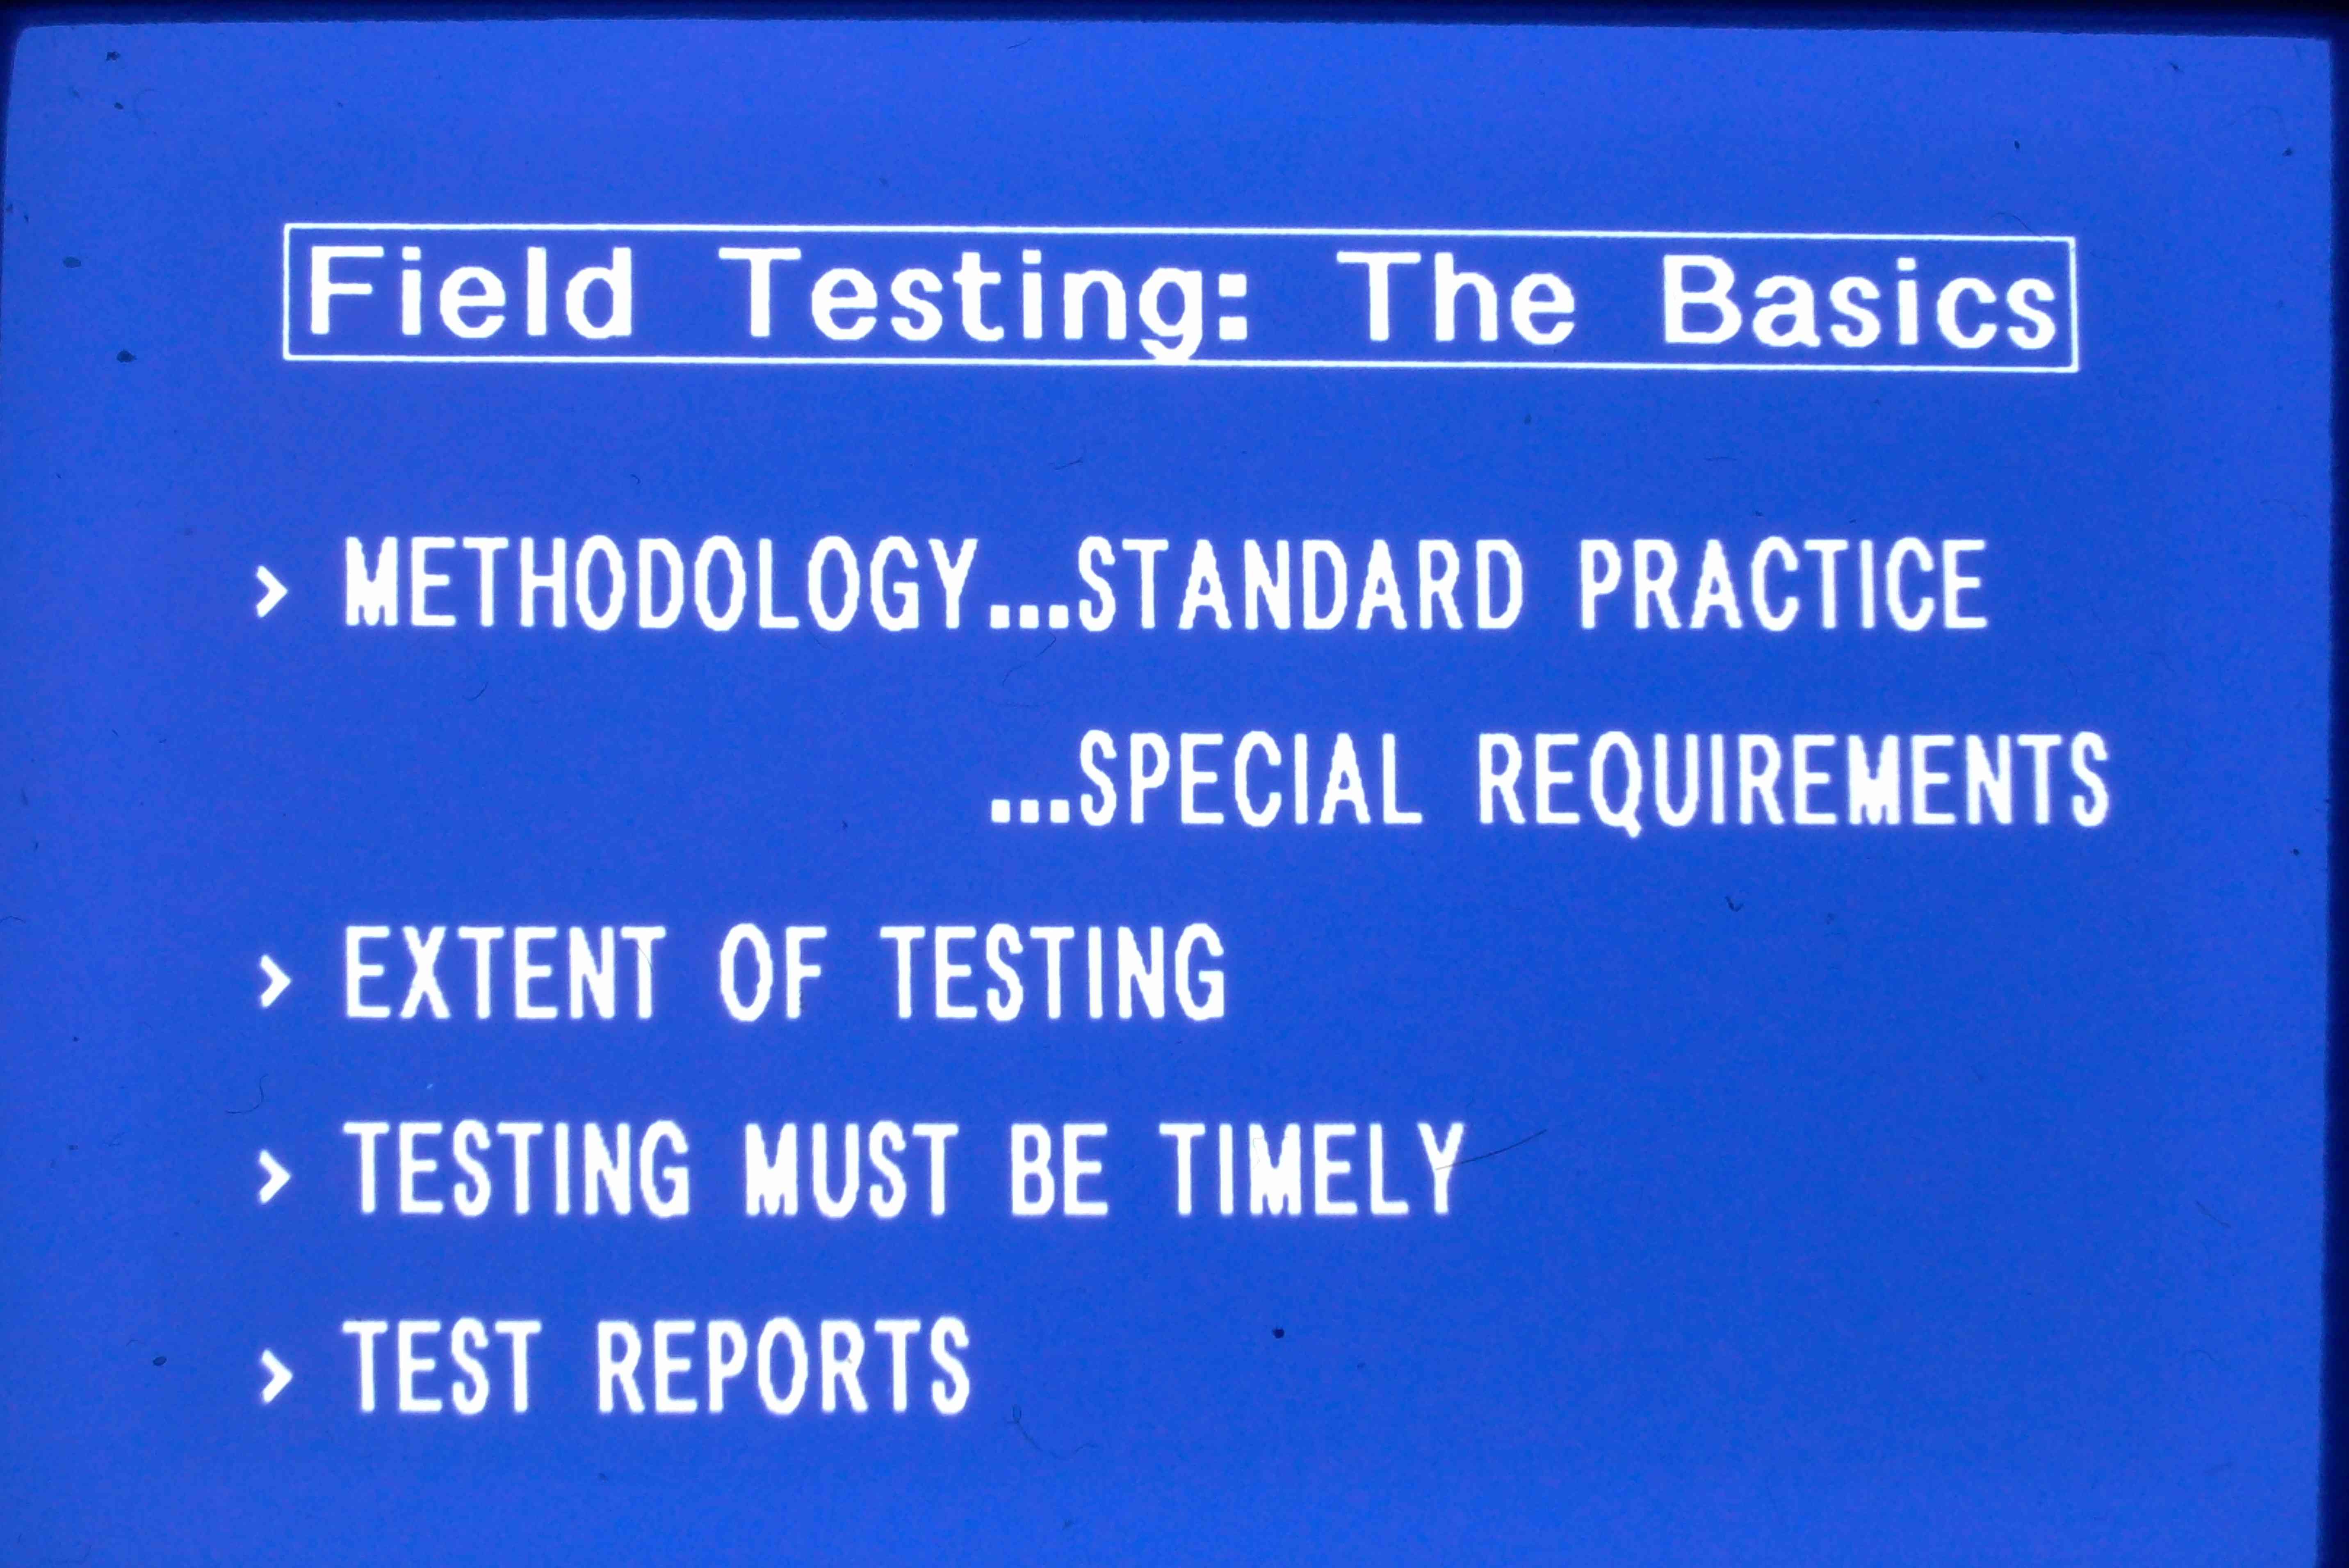 Field Testing: The Basics
> METHODOLOGY...STANDARD PRACTICE
...SPECIAL REQUIREMENTS
> EXTENT OF TESTING
> TESTING MUST BE TIMELY
> TEST REPORTS